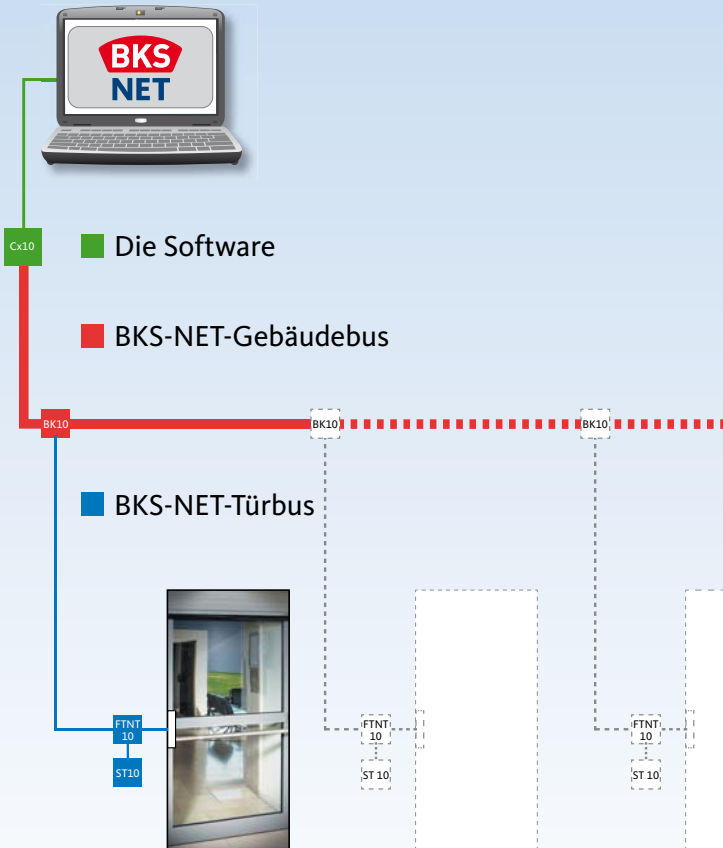 BKS
NET
Cx10
Die Software
BKS-NET-Gebäudebus
BK10
BK10
BK10
BKS-NET-Türbus
FTNT
10
FTNT
10
FTNT
10
ST10
ST 10
ST 10